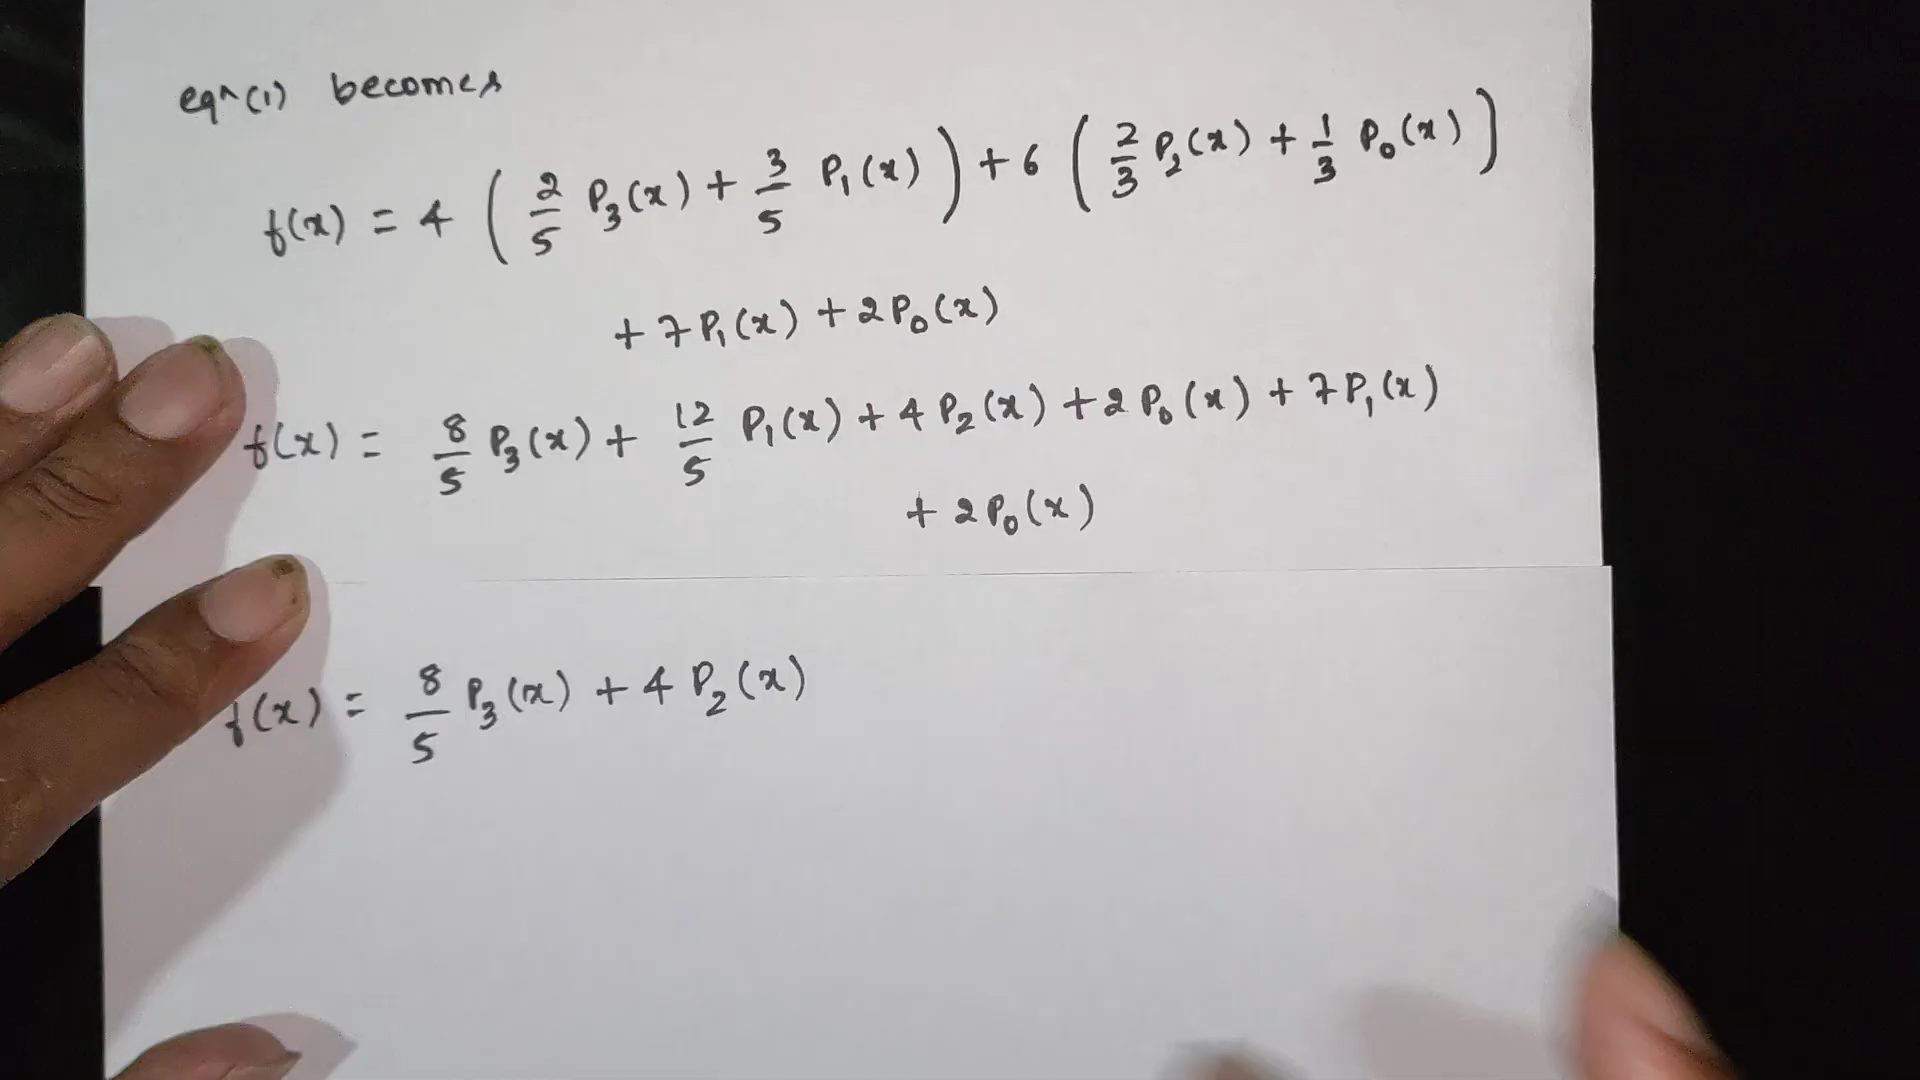 eqn (1) becomes
f(x) = 4 ( 2/5 P₃(x) + 3/5 P₁(x) ) + 6 ( 2/3 P₂(x) + 1/3 P₀(x) )
+ 7 P₁(x) + 2 P₀(x)
f(x) = 8/5 P₃(x) + 12/5 P₁(x) + 4 P₂(x) + 2 P₀(x) + 7 P₁(x)
+ 2 P₀(x)
f(x) = 8/5 P₃(x) + 4 P₂(x)